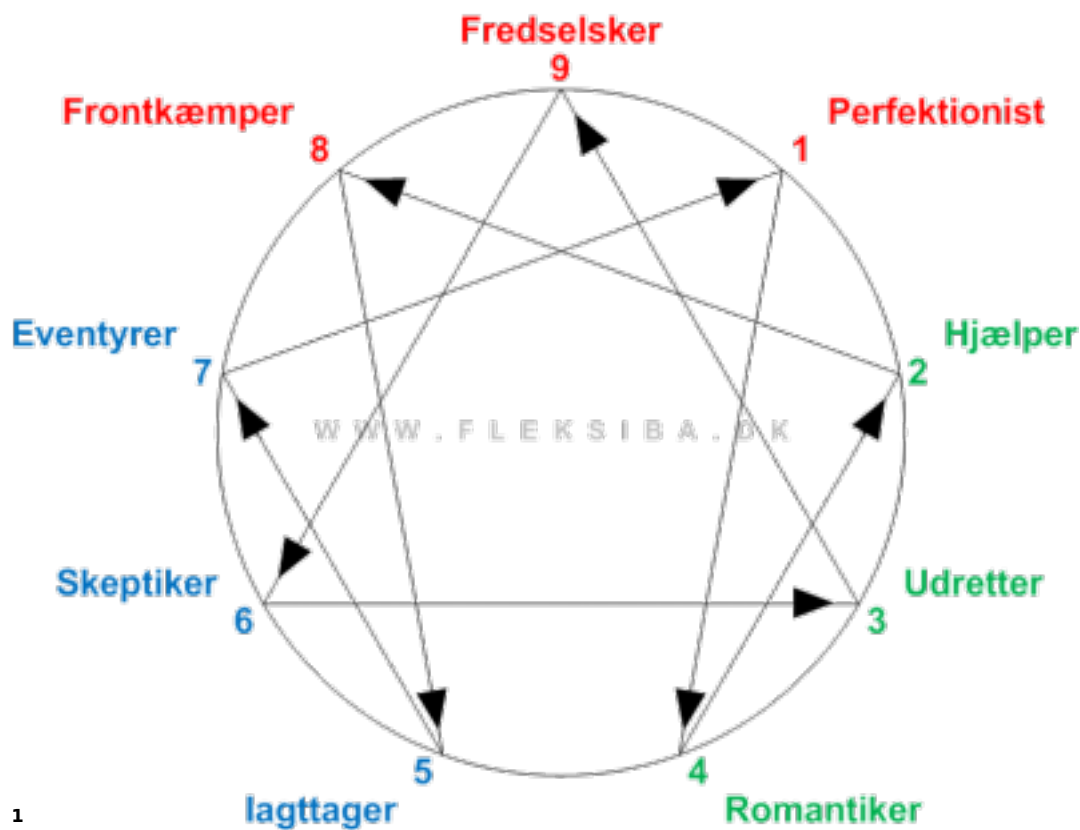 Fredselsker
9
Frontkæmper
8
Perfektionist
1
Eventyrer
7
Hjælper
2
WWW.FLEKSIBA.DK
Skeptiker
6
Udretter
3
5
Iagttager
4
Romantiker
1